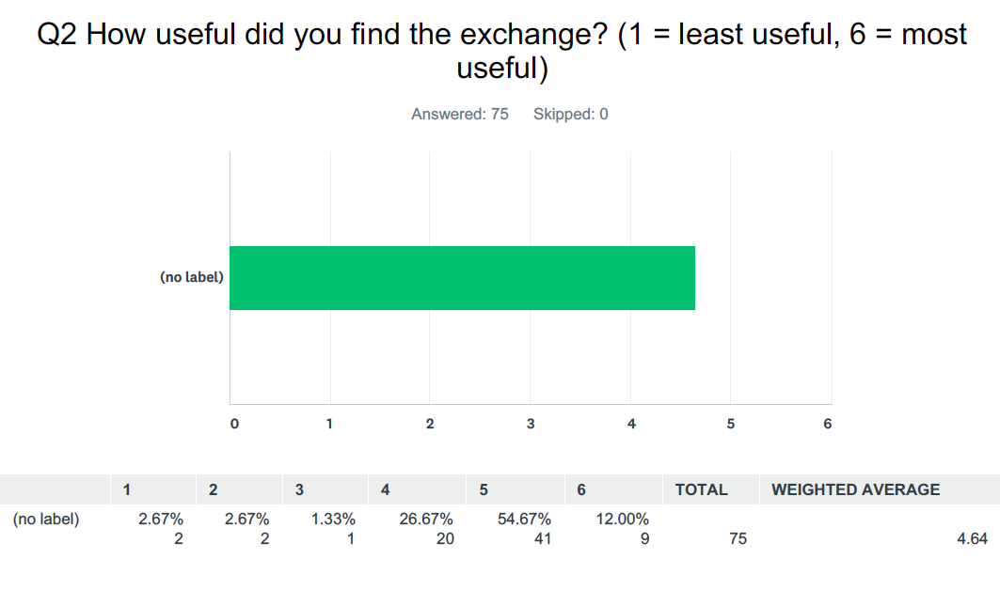 Q2 How useful did you find the exchange? (1 = least useful, 6 = most
useful)
Answered: 75 Skipped: 0
(no label)
0 1 2 3 4 5 6
1 2 3 4 5 6 TOTAL WEIGHTED AVERAGE
(no label) 2.67% 2.67% 1.33% 26.67% 54.67% 12.00%
2 2 1 20 41 9 75 4.64